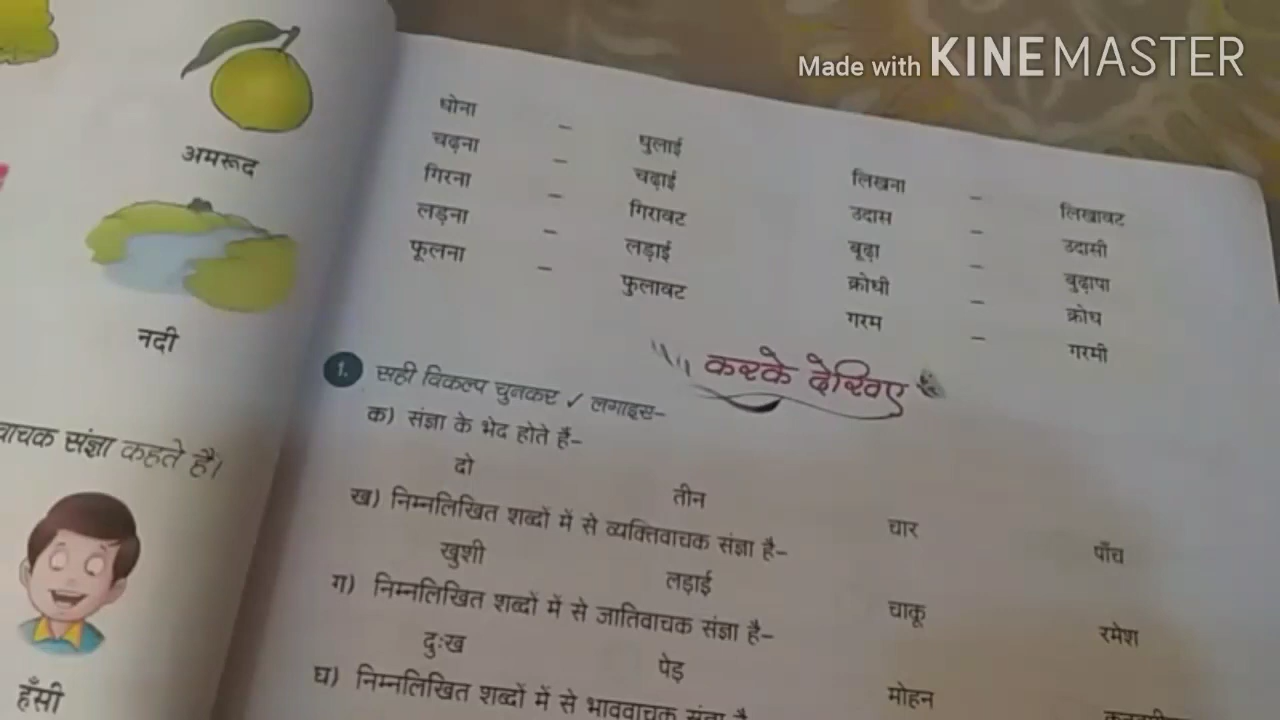 Made with KINEMASTER
अमरूद
नदी
वाचक संज्ञा कहते हैं।
हँसी
धोना – धुलाई
चढ़ना – चढ़ाई
गिरना – गिरावट
लड़ना – लड़ाई
फूलना – फुलावट
लिखना – लिखावट
उदास – उदासी
बूढ़ा – बुढ़ापा
क्रोधी – क्रोध
गरम – गरमी
करके देखिए
1. सही विकल्प चुनकर ✓ लगाइए–
क) संज्ञा के भेद होते हैं–
दो तीन चार पाँच
ख) निम्नलिखित शब्दों में से व्यक्तिवाचक संज्ञा है–
खुशी लड़ाई चाकू रमेश
ग) निम्नलिखित शब्दों में से जातिवाचक संज्ञा है–
दुःख पेड़ मोहन
घ) निम्नलिखित शब्दों में से भाववाचक संज्ञा है